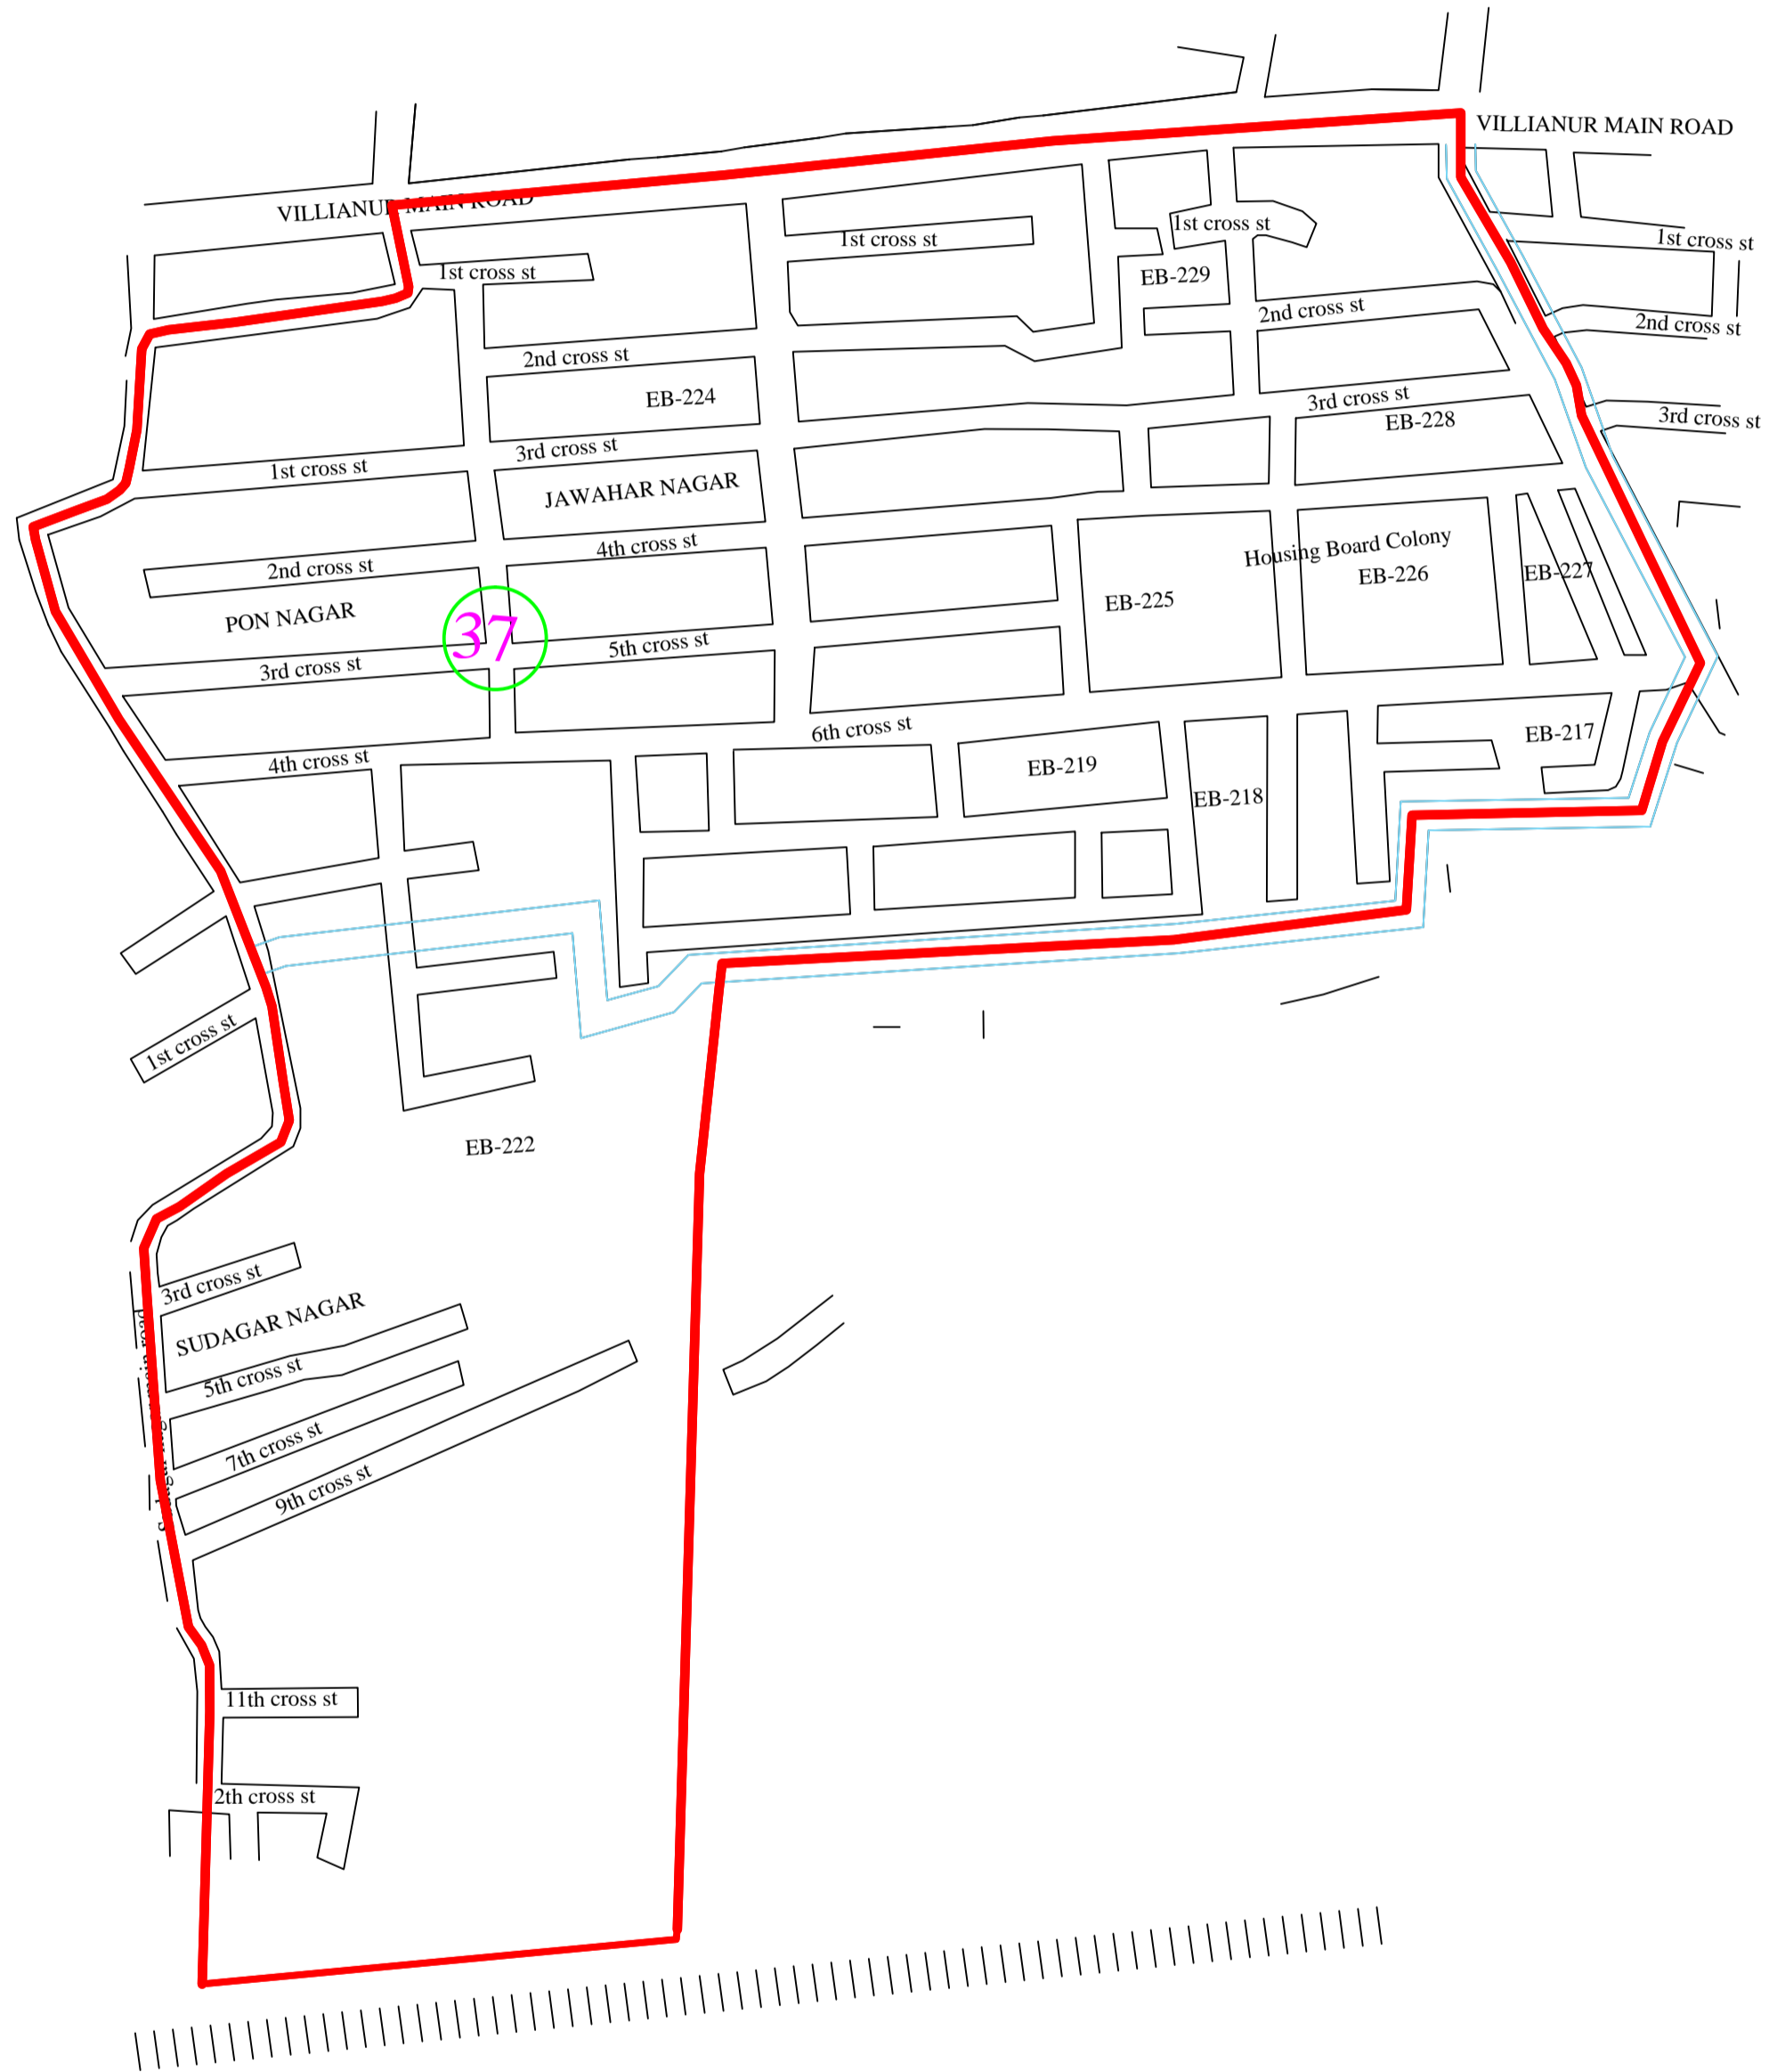 VILLIANUR MAIN ROAD
VILLIANUR MAIN ROAD
1st cross st
1st cross st
1st cross st
1st cross st
EB-229
2nd cross st
2nd cross st
2nd cross st
EB-224
3rd cross st
3rd cross st
EB-228
3rd cross st
1st cross st
JAWAHAR NAGAR
4th cross st
Housing Board Colony
2nd cross st
EB-226
EB-227
PON NAGAR
EB-225
37
5th cross st
3rd cross st
6th cross st
EB-217
4th cross st
EB-219
EB-218
1st cross st
EB-222
3rd cross st
SUDAGAR NAGAR
5th cross st
7th cross st
9th cross st
11th cross st
2th cross st